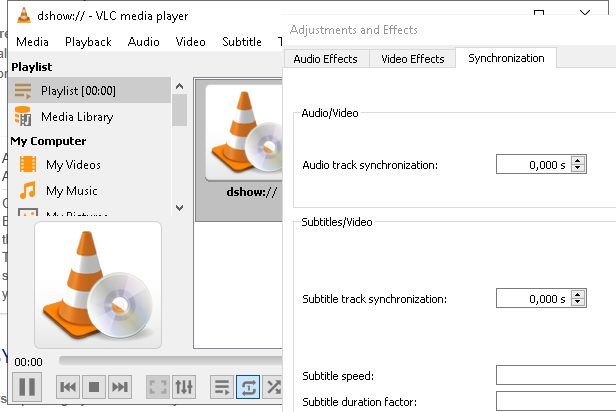 dshow:// - VLC media player
Media Playback Audio Video Subtitle
Playlist
Playlist [00:00]
Media Library
My Computer
My Videos
My Music
My Pictures
dshow://
00:00
Adjustments and Effects
Audio Effects Video Effects Synchronization
Audio/Video
Audio track synchronization: 0,000 s
Subtitles/Video
Subtitle track synchronization: 0,000 s
Subtitle speed:
Subtitle duration factor: